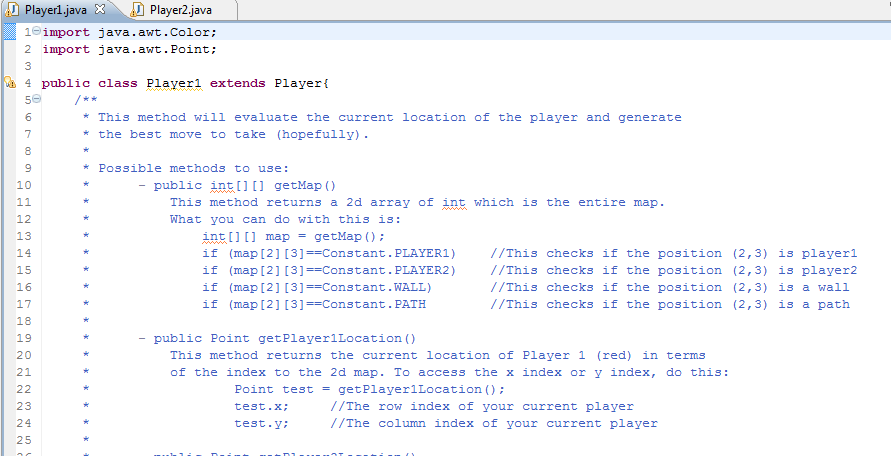 Player1.java Player2.java
1 import java.awt.Color;
2 import java.awt.Point;
3
4 public class Player1 extends Player{
5 /**
6 * This method will evaluate the current location of the player and generate
7 * the best move to take (hopefully).
8 *
9 * Possible methods to use:
10 * - public int[][] getMap()
11 * This method returns a 2d array of int which is the entire map.
12 * What you can do with this is:
13 * int[][] map = getMap();
14 * if (map[2][3]==Constant.PLAYER1) //This checks if the position (2,3) is player1
15 * if (map[2][3]==Constant.PLAYER2) //This checks if the position (2,3) is player2
16 * if (map[2][3]==Constant.WALL) //This checks if the position (2,3) is a wall
17 * if (map[2][3]==Constant.PATH //This checks if the position (2,3) is a path
18 *
19 * - public Point getPlayer1Location()
20 * This method returns the current location of Player 1 (red) in terms
21 * of the index to the 2d map. To access the x index or y index, do this:
22 * Point test = getPlayer1Location();
23 * test.x; //The row index of your current player
24 * test.y; //The column index of your current player
25 *
26 * - public Point getPlayer2Location()